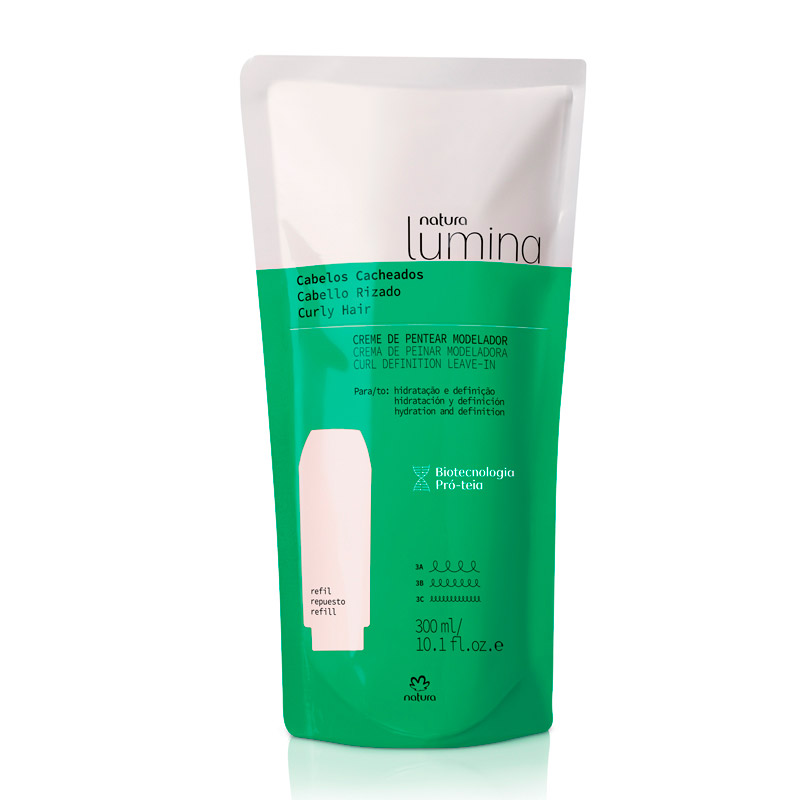 natura
lumina
Cabelos Cacheados
Cabello Rizado
Curly Hair
CREME DE PENTEAR MODELADOR
CREMA DE PEINAR MODELADORA
CURL DEFINITION LEAVE-IN
Para/to: hidratação e definição
hidratación y definición
hydration and definition
Biotecnologia
Pró-teia
3A
3B
3C
refil
repuesto
refill
300 ml/
10.1 fl.oz.e
natura